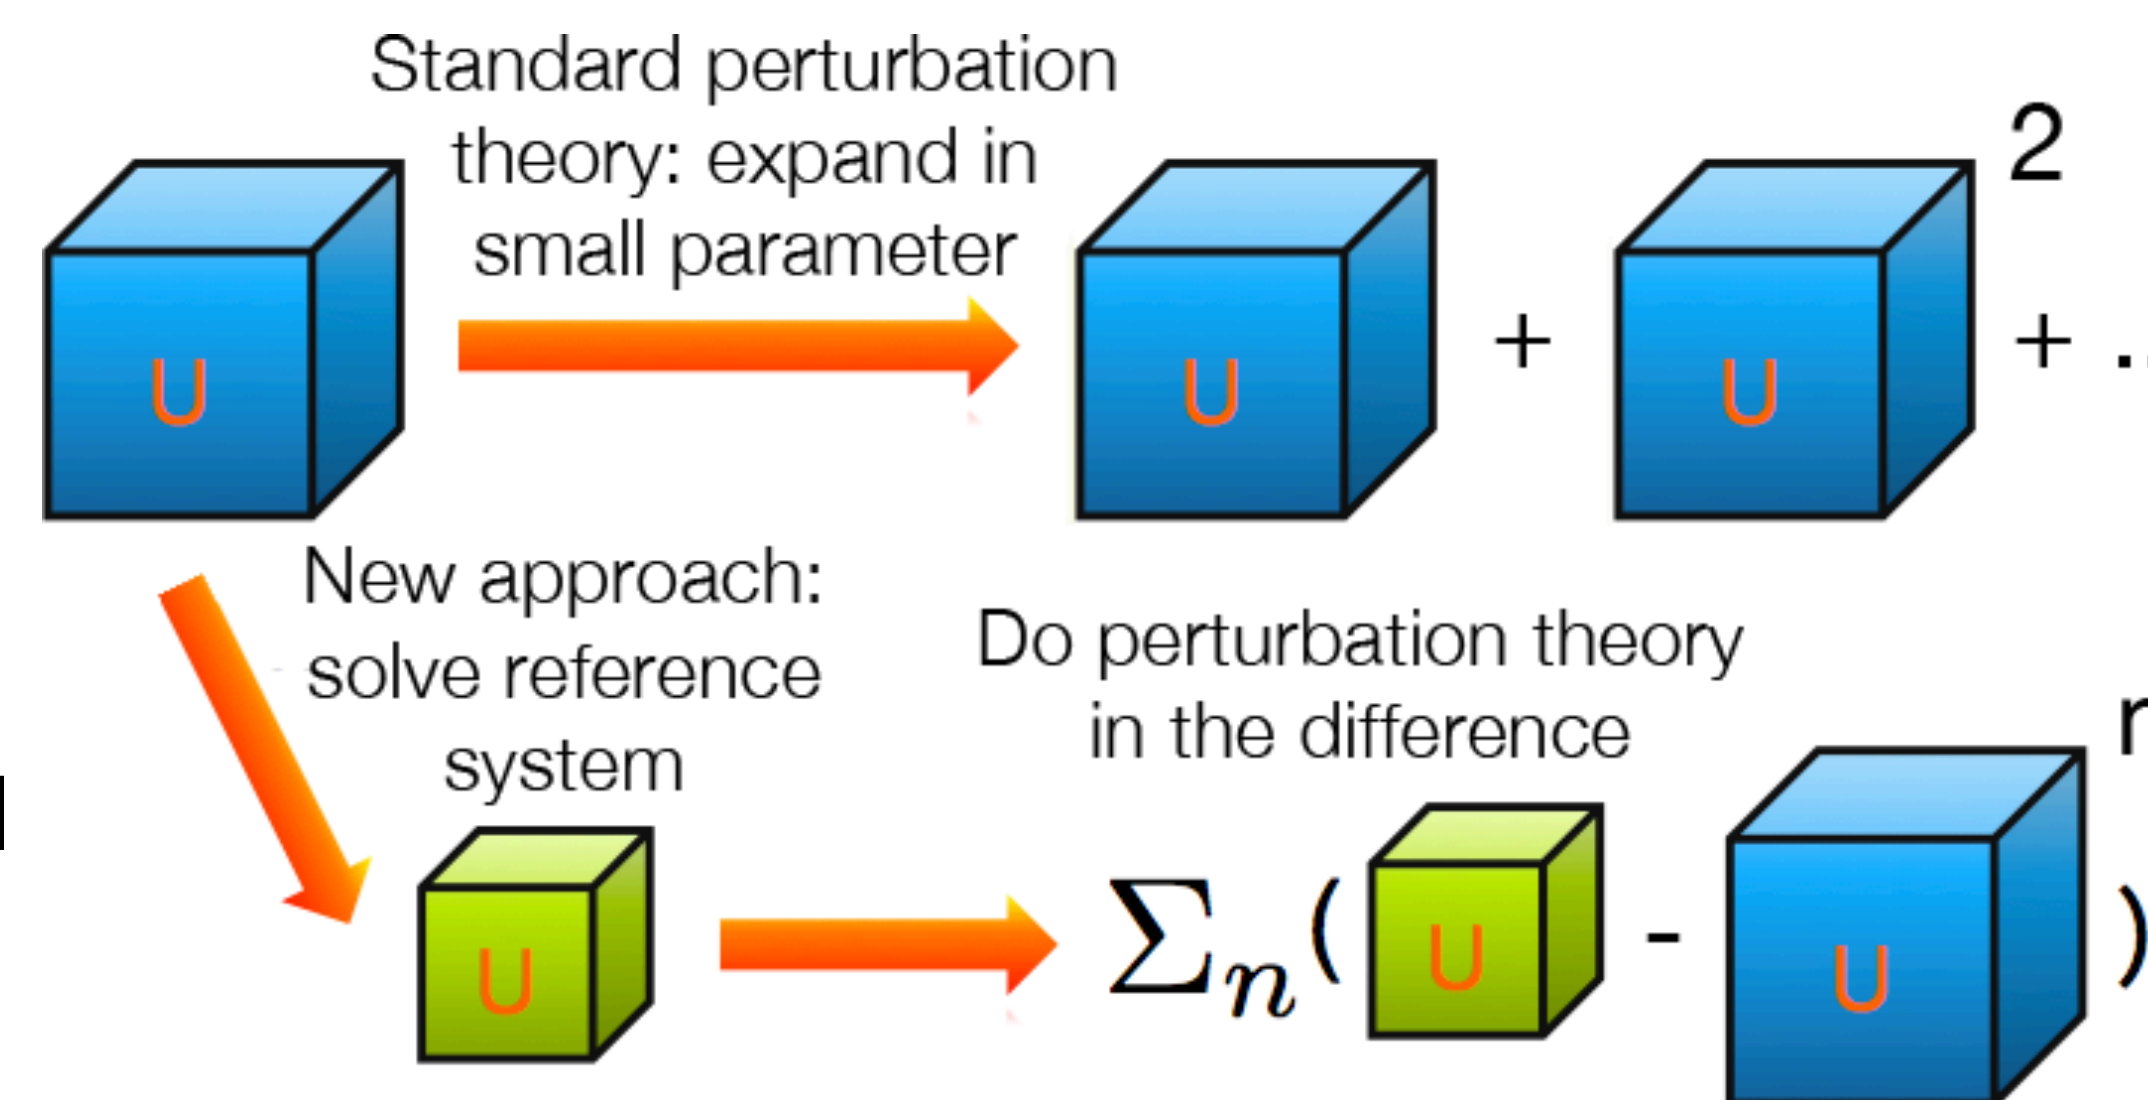 Standard perturbation
theory: expand in
small parameter
2
U
U
+
U
+ ..
New approach:
solve reference
system
Do perturbation theory
in the difference
U
Σn(
U
-
U
)